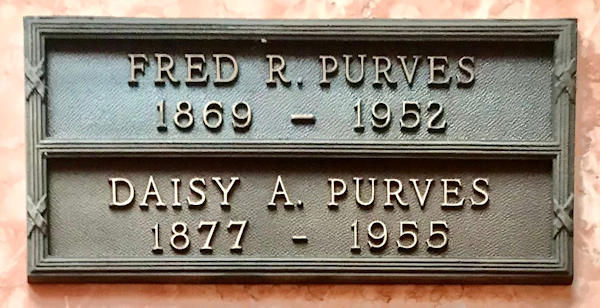 FRED R. PURVES
1869 – 1952
DAISY A. PURVES
1877 – 1955